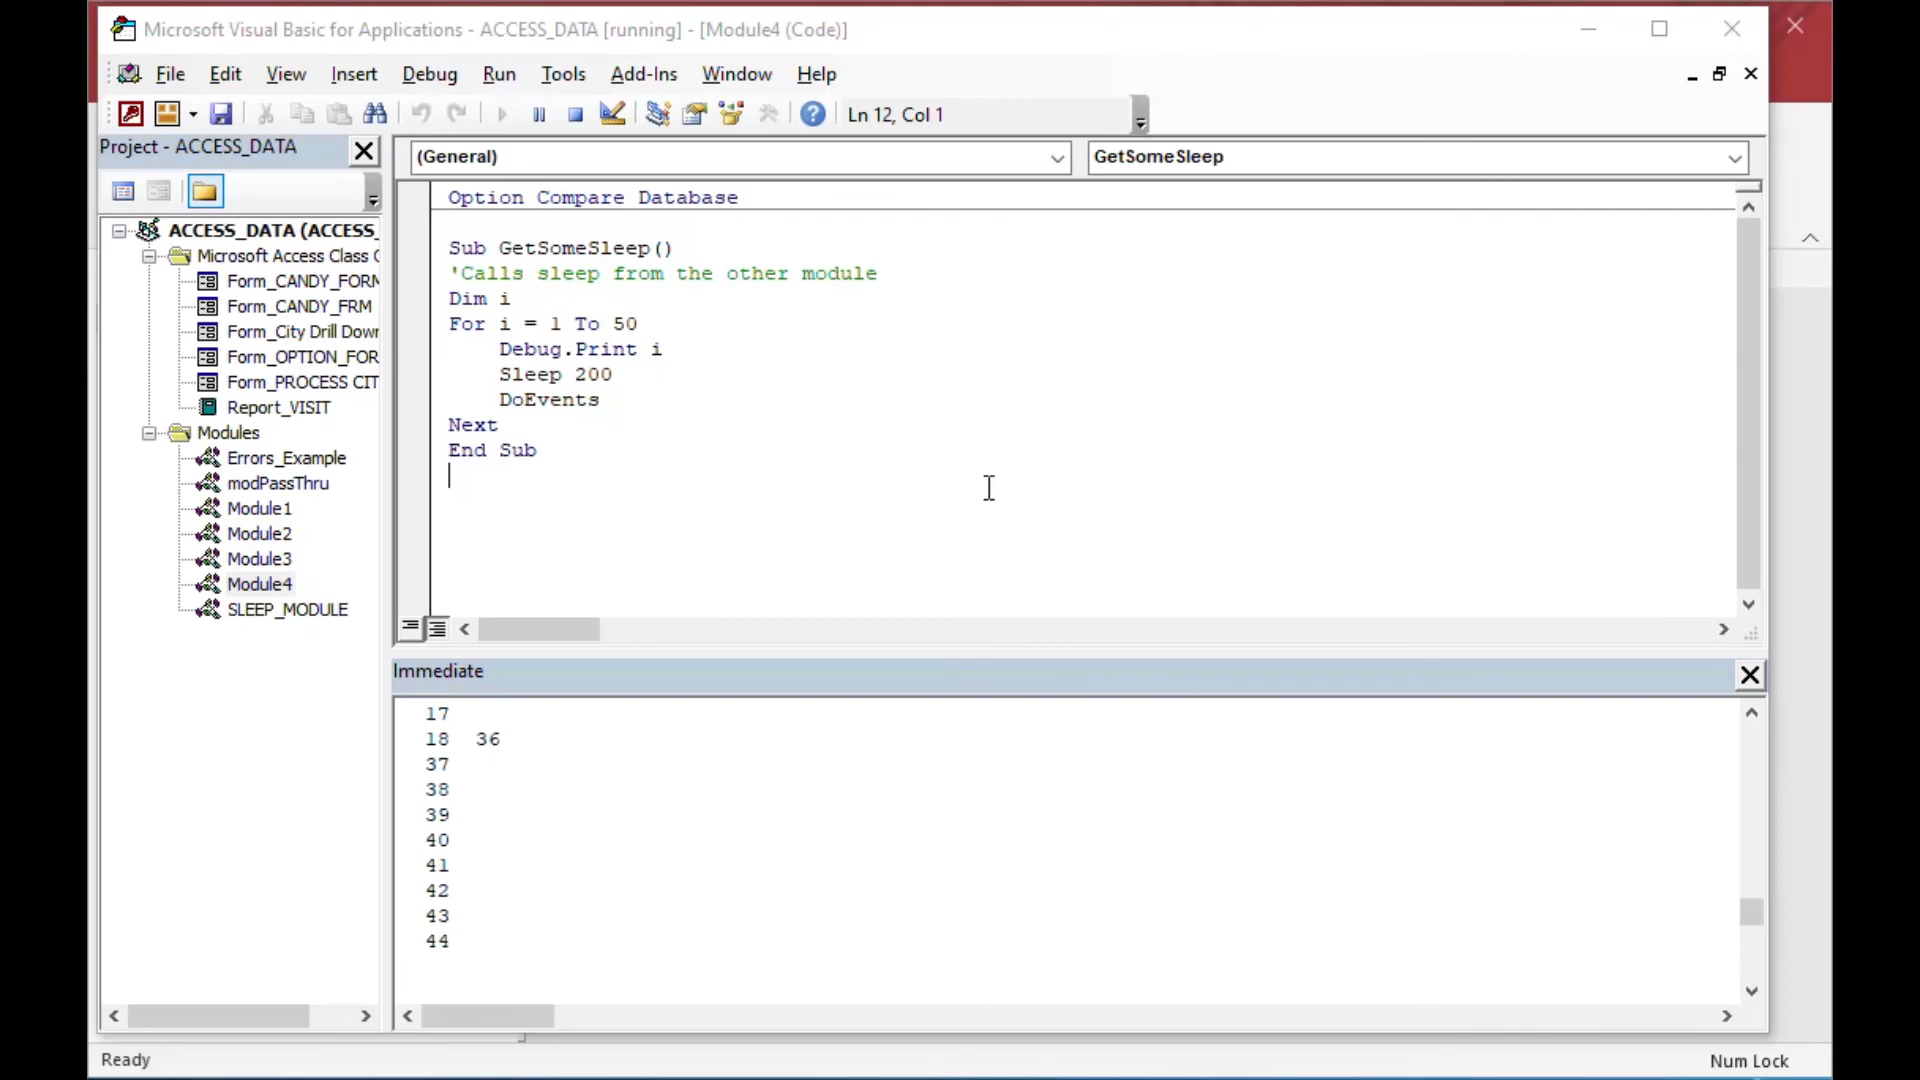 Microsoft Visual Basic for Applications - ACCESS_DATA [running] - [Module4 (Code)]
File Edit View Insert Debug Run Tools Add-Ins Window Help
Ln 12, Col 1
Project - ACCESS_DATA
ACCESS_DATA (ACCESS_
Microsoft Access Class C
Form_CANDY_FORM
Form_CANDY_FRM
Form_City Drill Down
Form_OPTION_FOR
Form_PROCESS CIT
Report_VISIT
Modules
Errors_Example
modPassThru
Module1
Module2
Module3
Module4
SLEEP_MODULE
(General)
GetSomeSleep
Option Compare Database
Sub GetSomeSleep()
'Calls sleep from the other module
Dim i
For i = 1 To 50
Debug.Print i
Sleep 200
DoEvents
Next
End Sub
Immediate
17
18 36
37
38
39
40
41
42
43
44
Ready
Num Lock